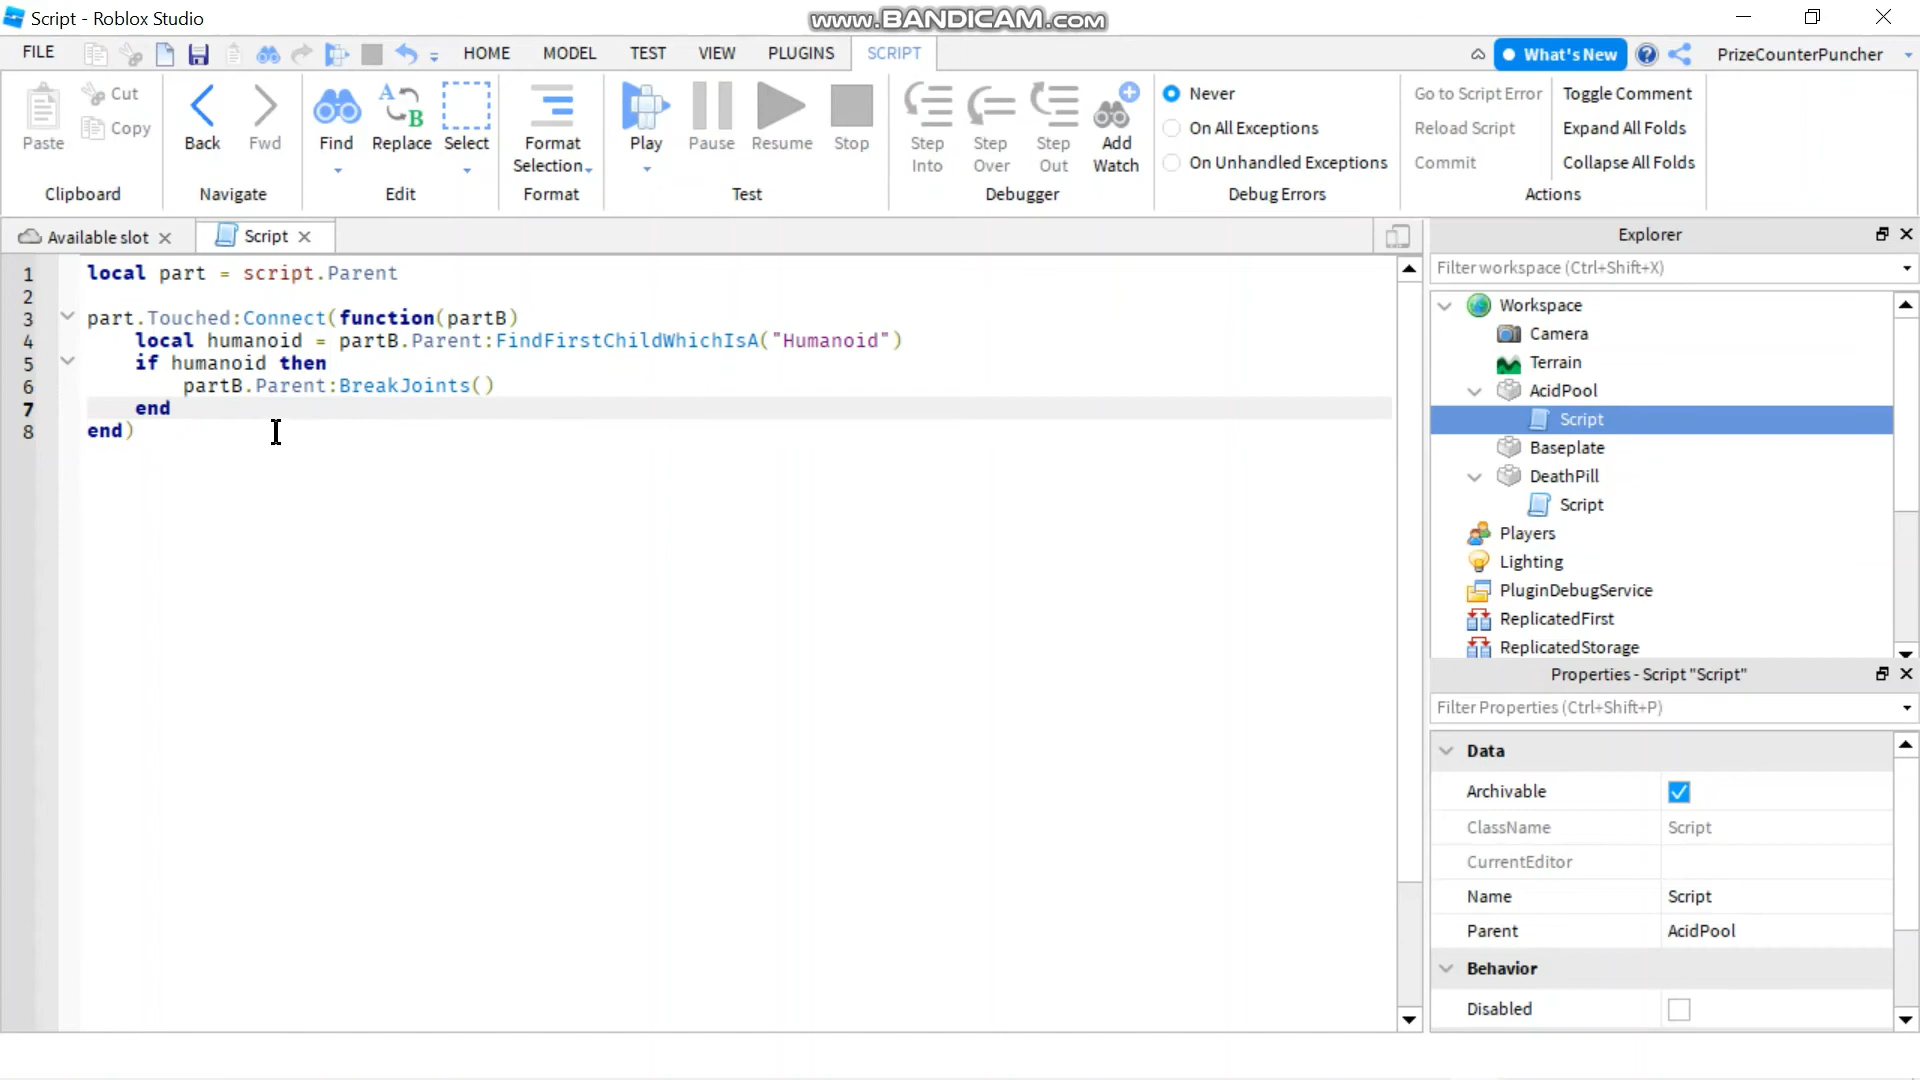 Script - Roblox Studio
www.BANDICAM.com
FILE HOME MODEL TEST VIEW PLUGINS SCRIPT What's New PrizeCounterPuncher
Paste Cut Copy
Clipboard
Back Fwd
Navigate
Find Replace Select
Edit
Format Selection
Format
Play Pause Resume Stop
Test
Step Into Step Over Step Out Add Watch
Debugger
Never
On All Exceptions
On Unhandled Exceptions
Debug Errors
Go to Script Error
Reload Script
Commit
Toggle Comment
Expand All Folds
Collapse All Folds
Actions
Available slot
Script
1 local part = script.Parent
2
3 part.Touched:Connect(function(partB)
4 local humanoid = partB.Parent:FindFirstChildWhichIsA("Humanoid")
5 if humanoid then
6 partB.Parent:BreakJoints()
7 end
8 end)
Explorer
Filter workspace (Ctrl+Shift+X)
Workspace
Camera
Terrain
AcidPool
Script
Baseplate
DeathPill
Script
Players
Lighting
PluginDebugService
ReplicatedFirst
ReplicatedStorage
Properties - Script "Script"
Filter Properties (Ctrl+Shift+P)
Data
Archivable
ClassName Script
CurrentEditor
Name Script
Parent AcidPool
Behavior
Disabled